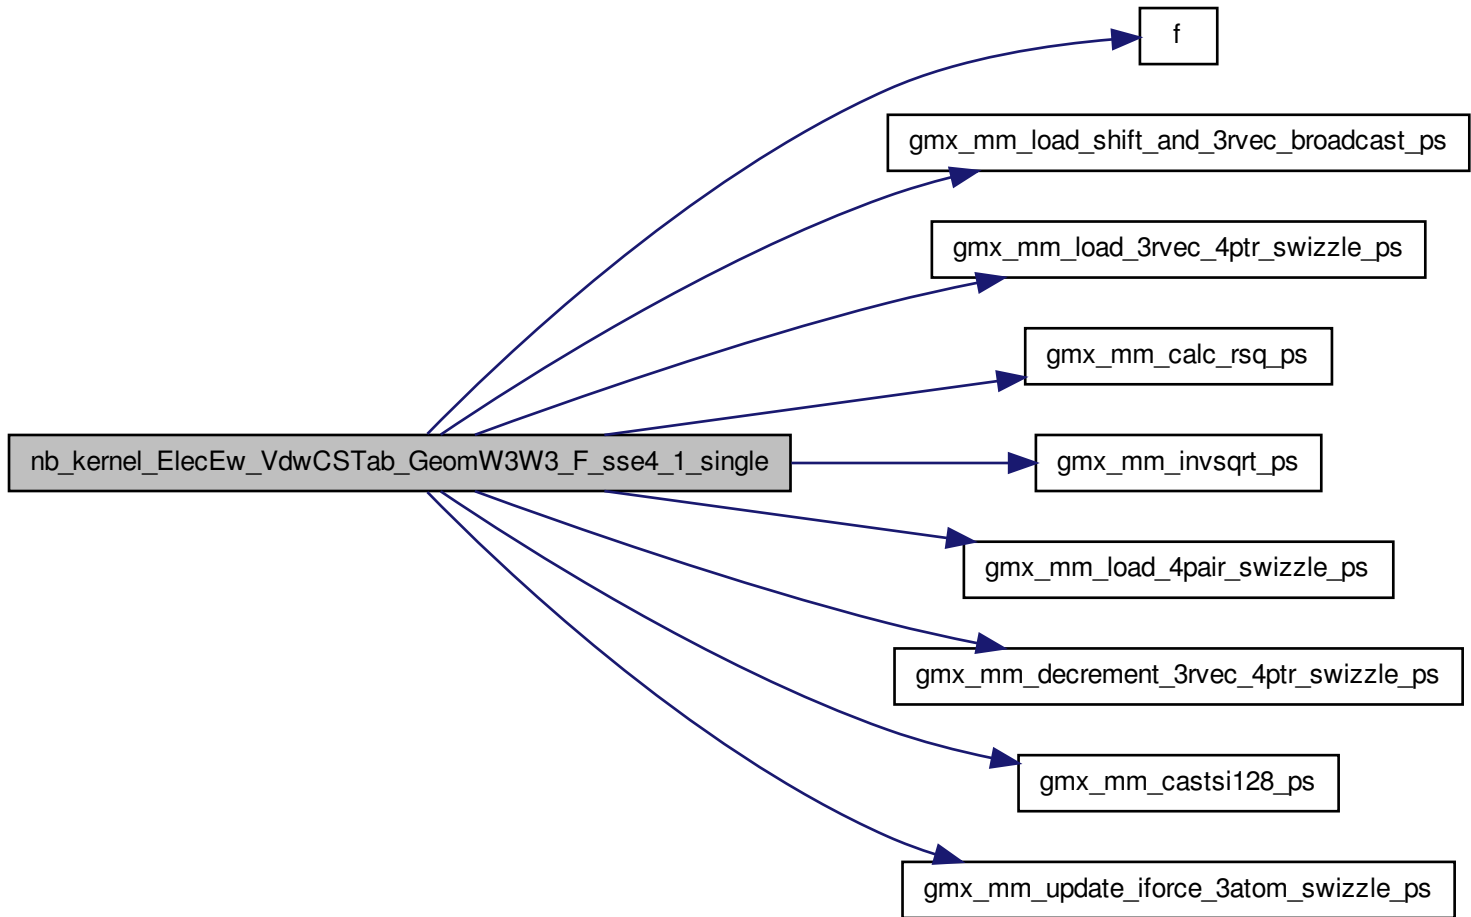 f
gmx_mm_load_shift_and_3rvec_broadcast_ps
gmx_mm_load_3rvec_4ptr_swizzle_ps
gmx_mm_calc_rsq_ps
nb_kernel_ElecEw_VdwCSTab_GeomW3W3_F_sse4_1_single
gmx_mm_invsqrt_ps
gmx_mm_load_4pair_swizzle_ps
gmx_mm_decrement_3rvec_4ptr_swizzle_ps
gmx_mm_castsi128_ps
gmx_mm_update_iforce_3atom_swizzle_ps